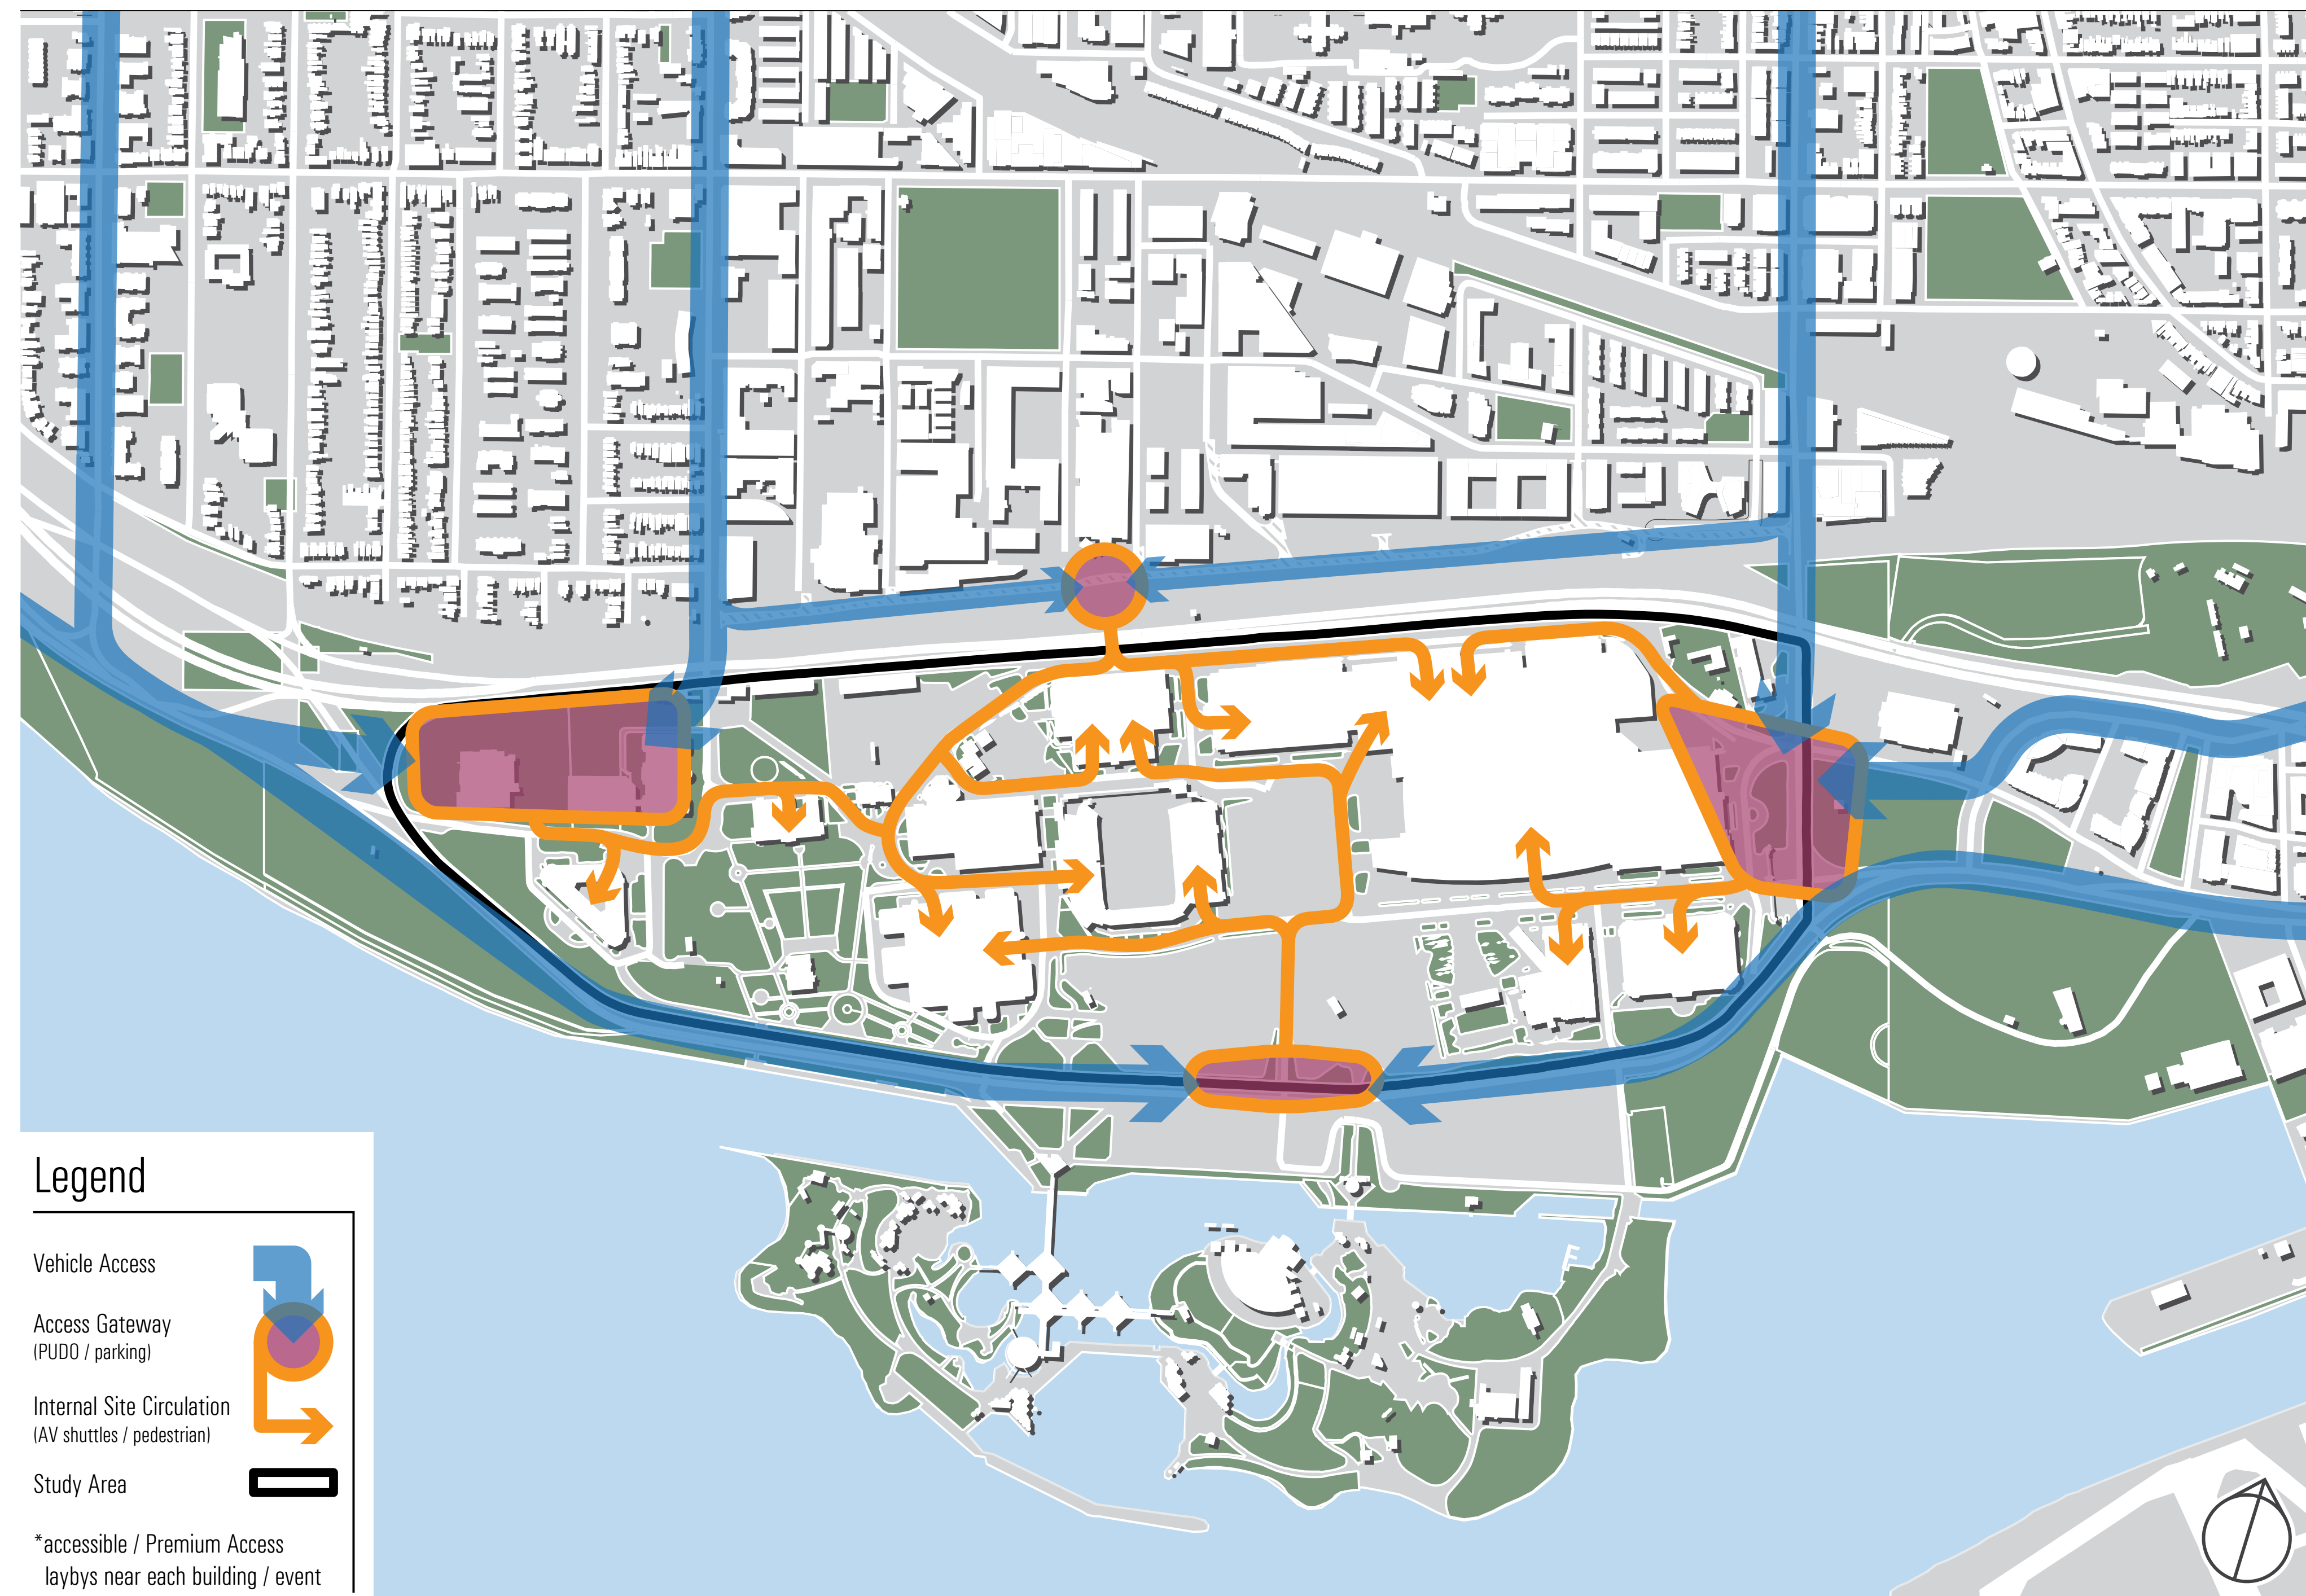 Legend
Vehicle Access
Access Gateway
(PUDO / parking)
Internal Site Circulation
(AV shuttles / pedestrian)
Study Area
*accessible / Premium Access
laybys near each building / event